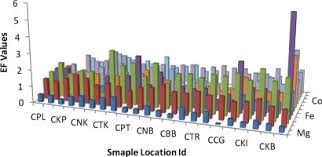 6
5
4
3
2
1
0
EF Values
CPL CKP CNK CTK CPT CNB CBB CTR CCG CKI CKB
Co
Fe
Mg
Smaple Location Id